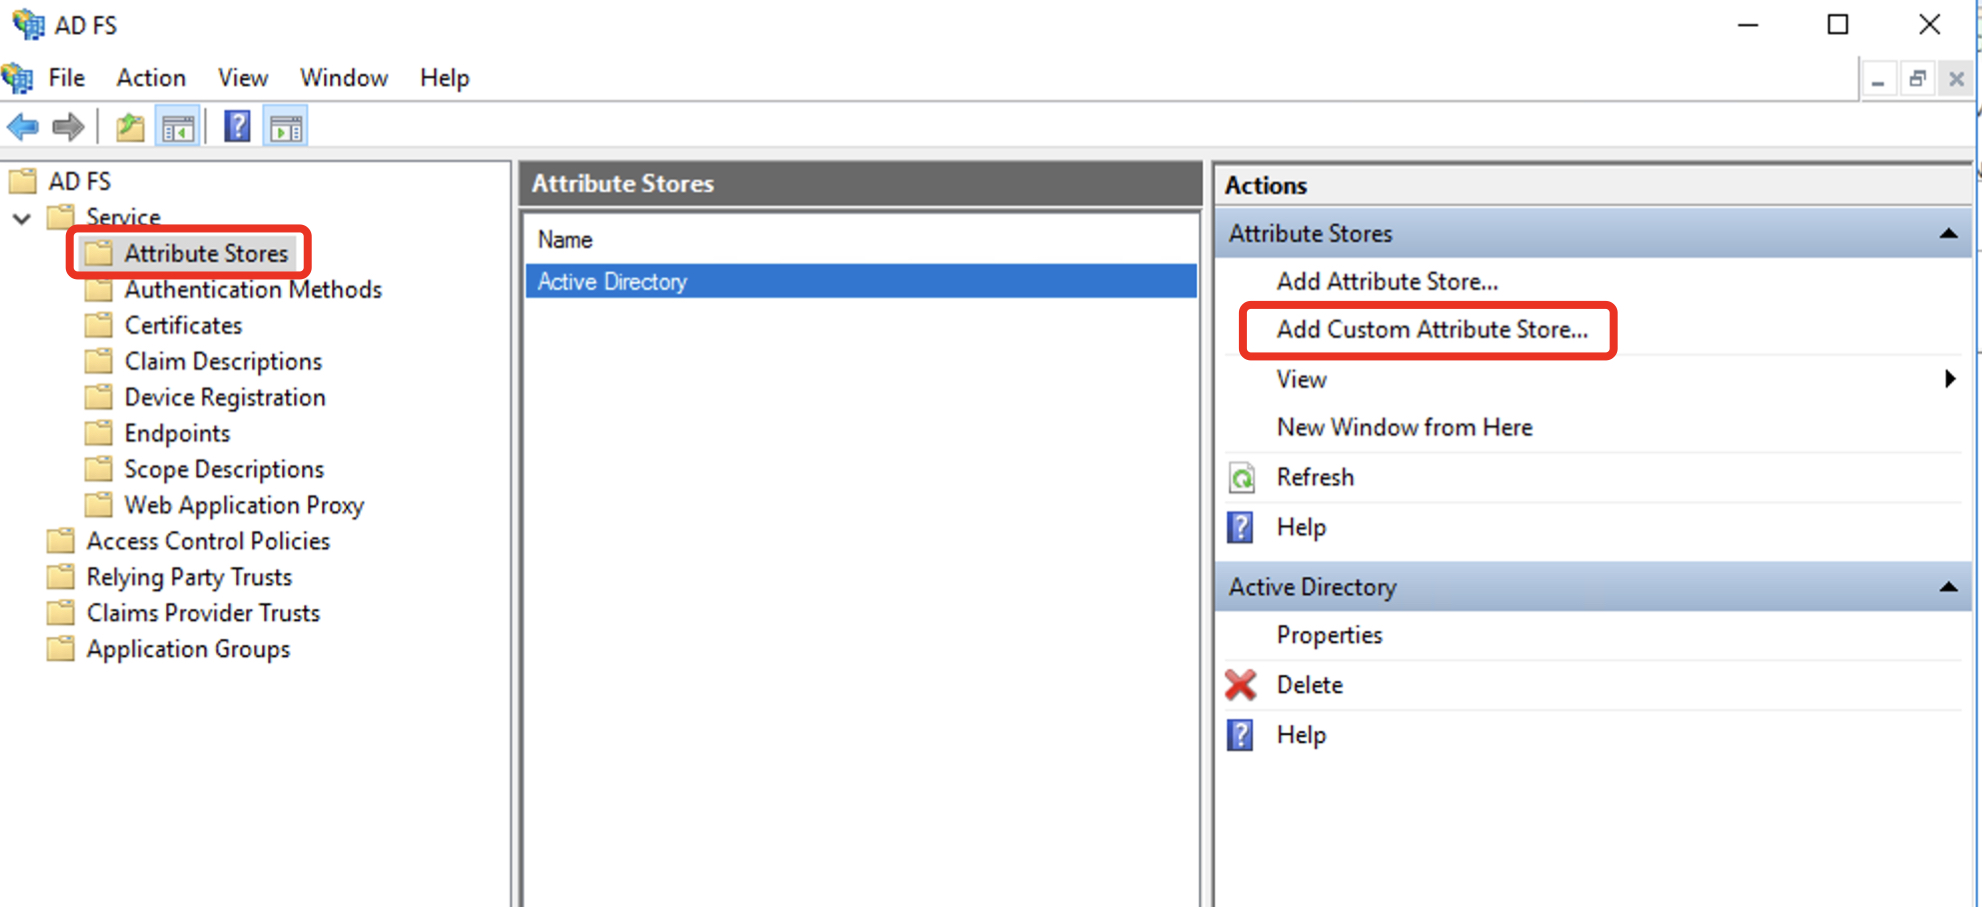 AD FS
File Action View Window Help
AD FS
Service
Attribute Stores
Authentication Methods
Certificates
Claim Descriptions
Device Registration
Endpoints
Scope Descriptions
Web Application Proxy
Access Control Policies
Relying Party Trusts
Claims Provider Trusts
Application Groups
Attribute Stores
Name
Active Directory
Actions
Attribute Stores
Add Attribute Store...
Add Custom Attribute Store...
View
New Window from Here
Refresh
Help
Active Directory
Properties
Delete
Help